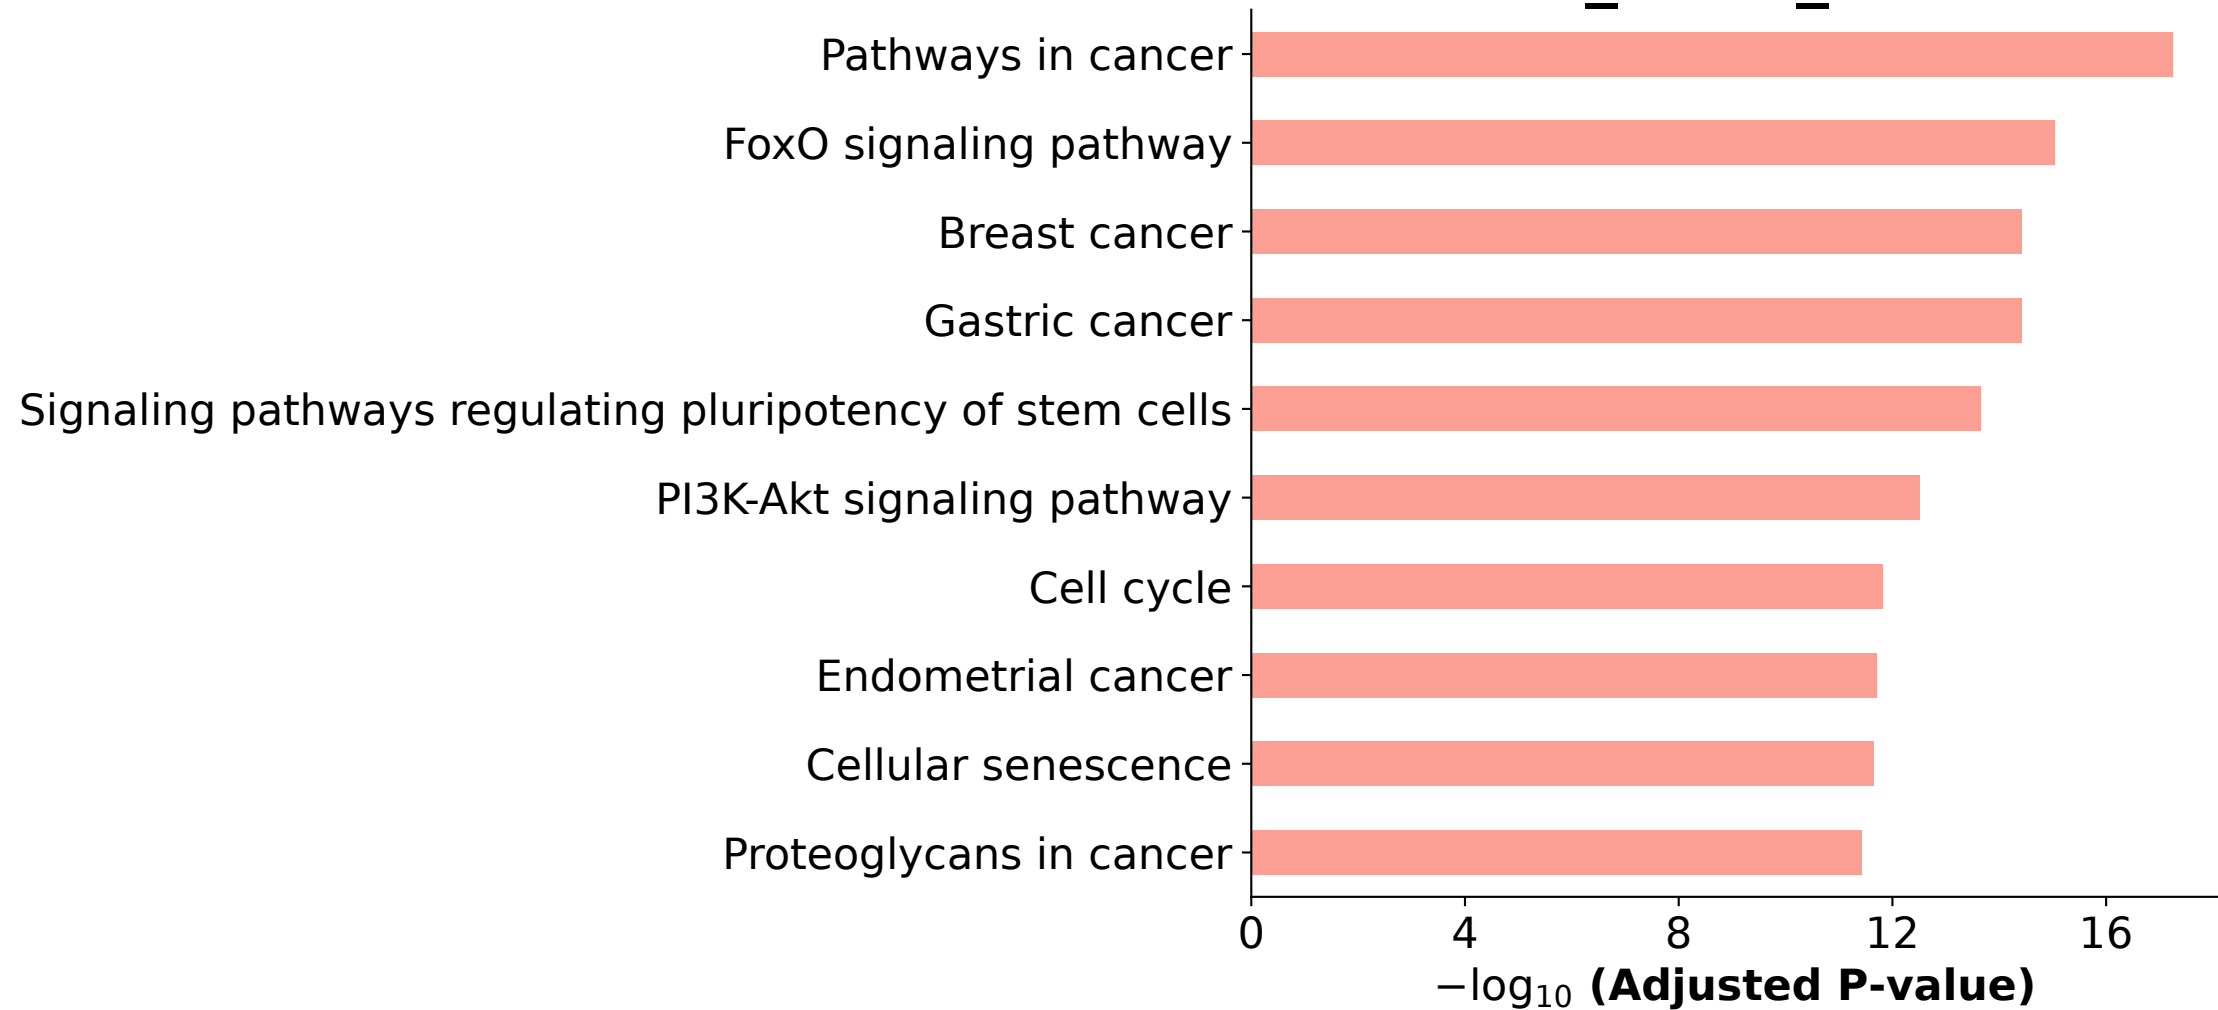 Pathways in cancer
FoxO signaling pathway
Breast cancer
Gastric cancer
Signaling pathways regulating pluripotency of stem cells
PI3K-Akt signaling pathway
Cell cycle
Endometrial cancer
Cellular senescence
Proteoglycans in cancer
0 4 8 12 16
−log₁₀ (Adjusted P-value)